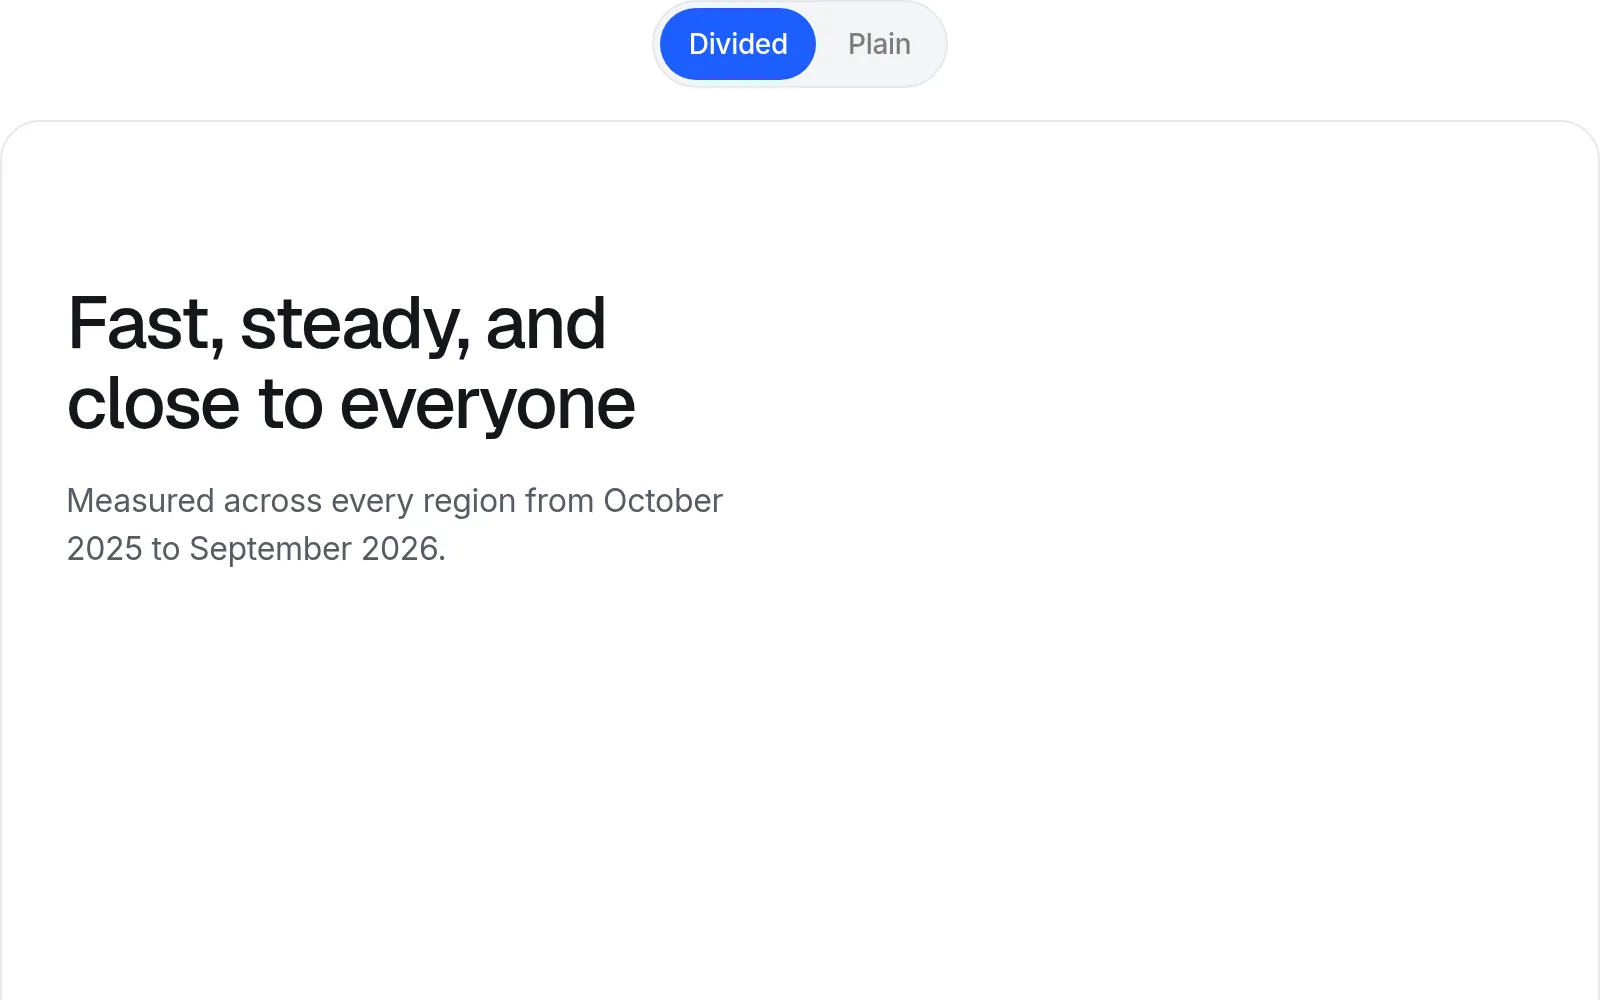 Divided
Plain
Fast, steady, and
close to everyone
Measured across every region from October
2025 to September 2026.